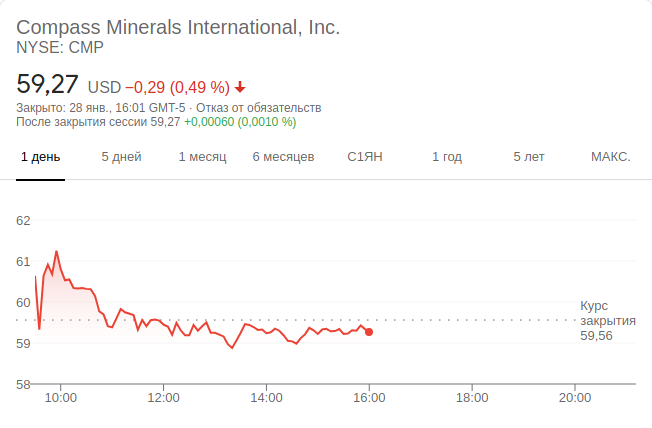 Compass Minerals International, Inc.
NYSE: CMP
59,27 USD −0,29 (0,49 %)
Закрыто: 28 янв., 16:01 GMT-5 · Отказ от обязательств
После закрытия сессии 59,27 +0,00060 (0,0010 %)
1 день 5 дней 1 месяц 6 месяцев С1ЯН 1 год 5 лет МАКС.
62
61
60
59
58
Курс
закрытия
59,56
10:00 12:00 14:00 16:00 18:00 20:00